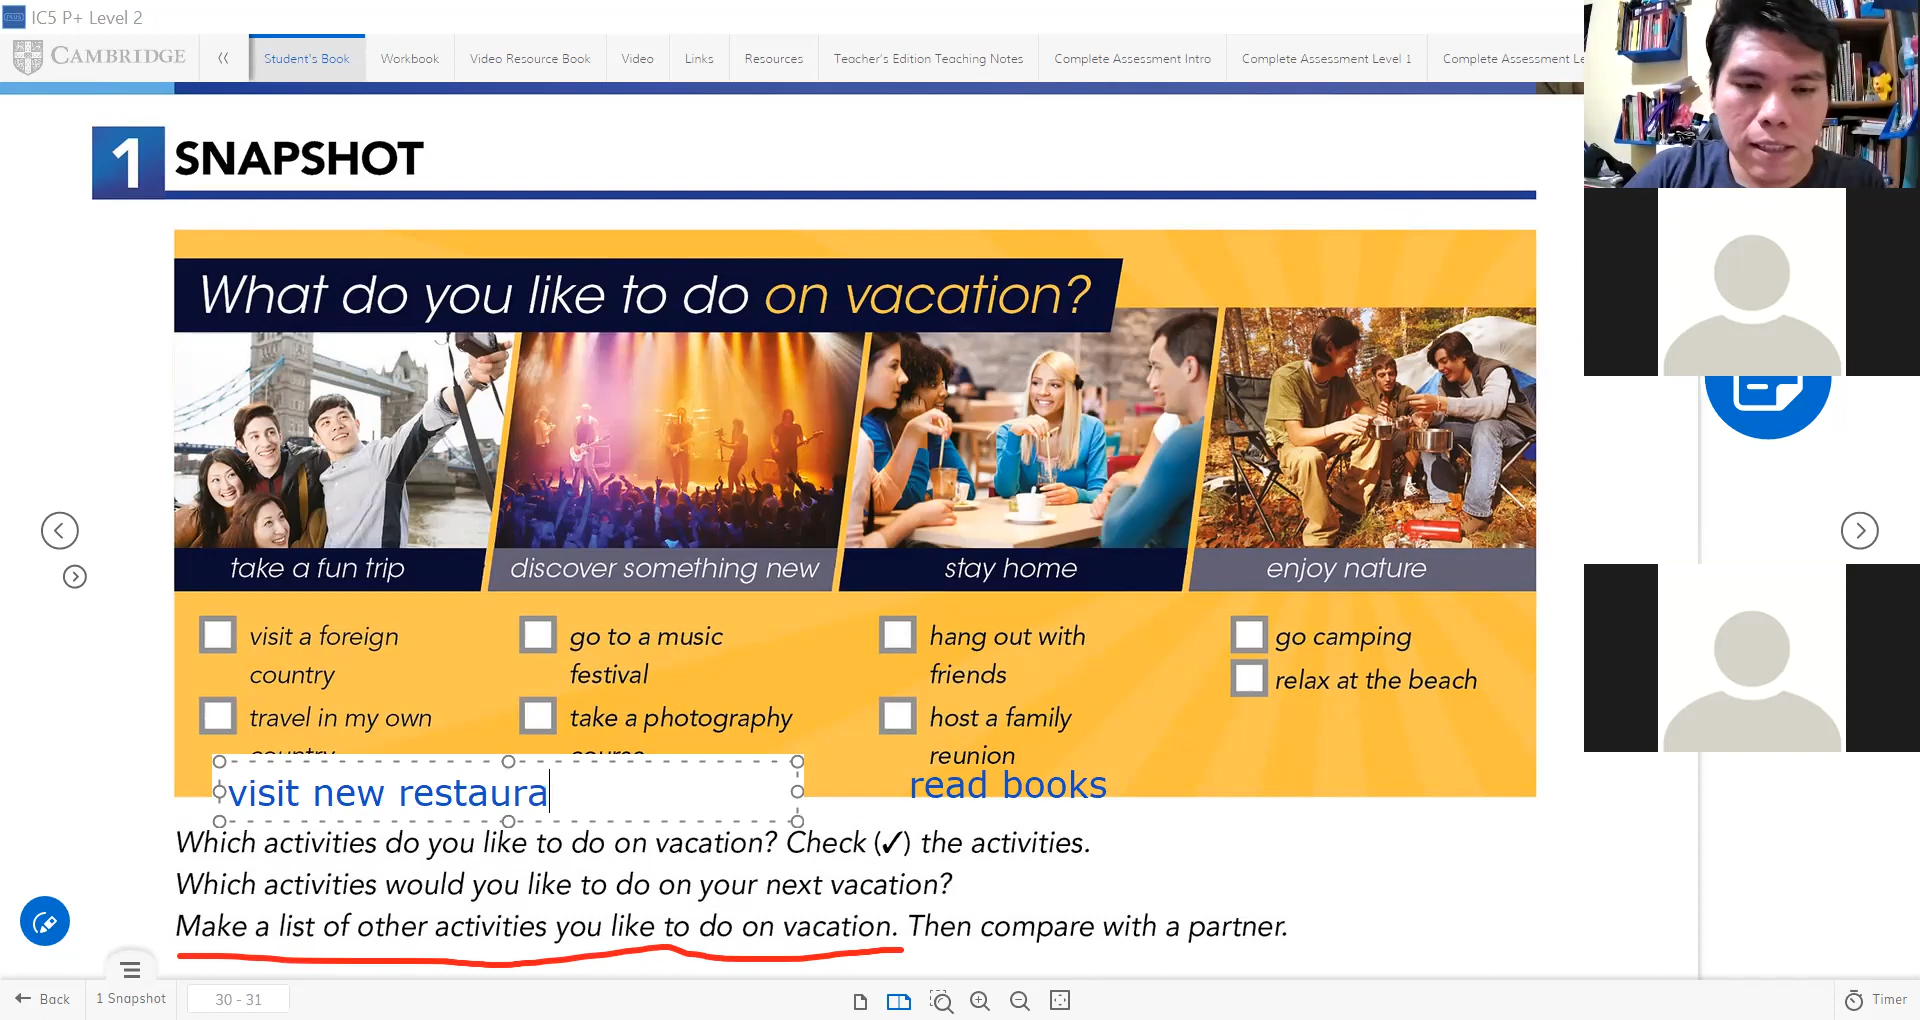 IC5 P+ Level 2
CAMBRIDGE
Student's Book
Workbook
Video Resource Book
Video
Links
Resources
Teacher's Edition Teaching Notes
Complete Assessment Intro
Complete Assessment Level 1
Complete Assessment Le
1 SNAPSHOT
What do you like to do on vacation?
take a fun trip
discover something new
stay home
enjoy nature
visit a foreign
country
travel in my own
country
go to a music
festival
take a photography
course
hang out with
friends
host a family
reunion
go camping
relax at the beach
visit new restaura
read books
Which activities do you like to do on vacation? Check (✓) the activities.
Which activities would you like to do on your next vacation?
Make a list of other activities you like to do on vacation. Then compare with a partner.
Back
1 Snapshot
30 - 31
Timer